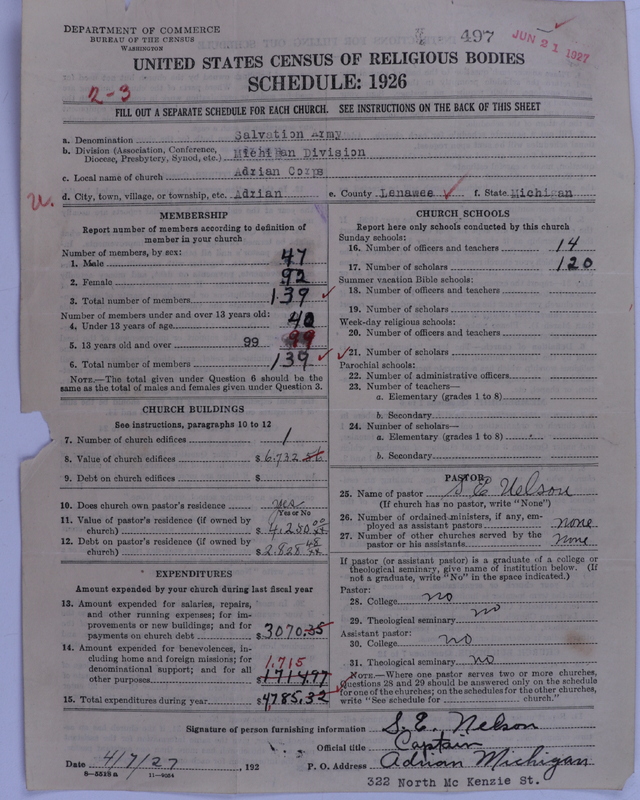 DEPARTMENT OF COMMERCE
BUREAU OF THE CENSUS
WASHINGTON
497
JUN 21 1927
UNITED STATES CENSUS OF RELIGIOUS BODIES
SCHEDULE: 1926
2-3
FILL OUT A SEPARATE SCHEDULE FOR EACH CHURCH. SEE INSTRUCTIONS ON THE BACK OF THIS SHEET
a. Denomination Salvation Army
b. Division (Association, Conference, Diocese, Presbytery, Synod, etc.) Michigan Division
c. Local name of church Adrian Corps
u. d. City, town, village, or township, etc. Adrian e. County Lenawee f. State Michigan
MEMBERSHIP
Report number of members according to definition of
member in your church
Number of members, by sex:
1. Male 47
2. Female 92
3. Total number of members 139
Number of members under and over 13 years old:
4. Under 13 years of age 40
5. 13 years old and over 99 99
6. Total number of members 139
NOTE.—The total given under Question 6 should be the
same as the total of males and females given under Question 3.
CHURCH BUILDINGS
See instructions, paragraphs 10 to 12
7. Number of church edifices 1
8. Value of church edifices $6,732.56
9. Debt on church edifices $
10. Does church own pastor's residence yes
Yes or No
11. Value of pastor's residence (if owned by
church) $4,280 00/xx
12. Debt on pastor's residence (if owned by
church) $2,828 48/xx
EXPENDITURES
Amount expended by your church during last fiscal year
13. Amount expended for salaries, repairs,
and other running expenses; for im-
provements or new buildings; and for
payments on church debt $3070.35
14. Amount expended for benevolences, in-
cluding home and foreign missions; for
denominational support; and for all
other purposes 1,715 $1714.97
15. Total expenditures during year $4785.32
CHURCH SCHOOLS
Report here only schools conducted by this church
Sunday schools:
16. Number of officers and teachers 14
17. Number of scholars 120
Summer vacation Bible schools:
18. Number of officers and teachers
19. Number of scholars
Week-day religious schools:
20. Number of officers and teachers
21. Number of scholars
Parochial schools:
22. Number of administrative officers
23. Number of teachers—
a. Elementary (grades 1 to 8)
b. Secondary
24. Number of scholars—
a. Elementary (grades 1 to 8)
b. Secondary
PASTOR
25. Name of pastor S E Nelson
(If church has no pastor, write "None")
26. Number of ordained ministers, if any, em-
ployed as assistant pastors none
27. Number of other churches served by the
pastor or his assistants none
If pastor (or assistant pastor) is a graduate of a college or
theological seminary, give name of institution below. (If
not a graduate, write "No" in the space indicated.)
Pastor:
28. College no
29. Theological seminary no
Assistant pastor:
30. College no
31. Theological seminary no
NOTE.—Where one pastor serves two or more churches,
Questions 28 and 29 should be answered only on the schedule
for one of the churches; on the schedules for the other churches,
write "See schedule for church."
Signature of person furnishing information S. E. Nelson
Official title Captain
Date 4/7/27, 192 P. O. Address Adrian Michigan
8—5518a 11—9054
322 North Mc Kenzie St.